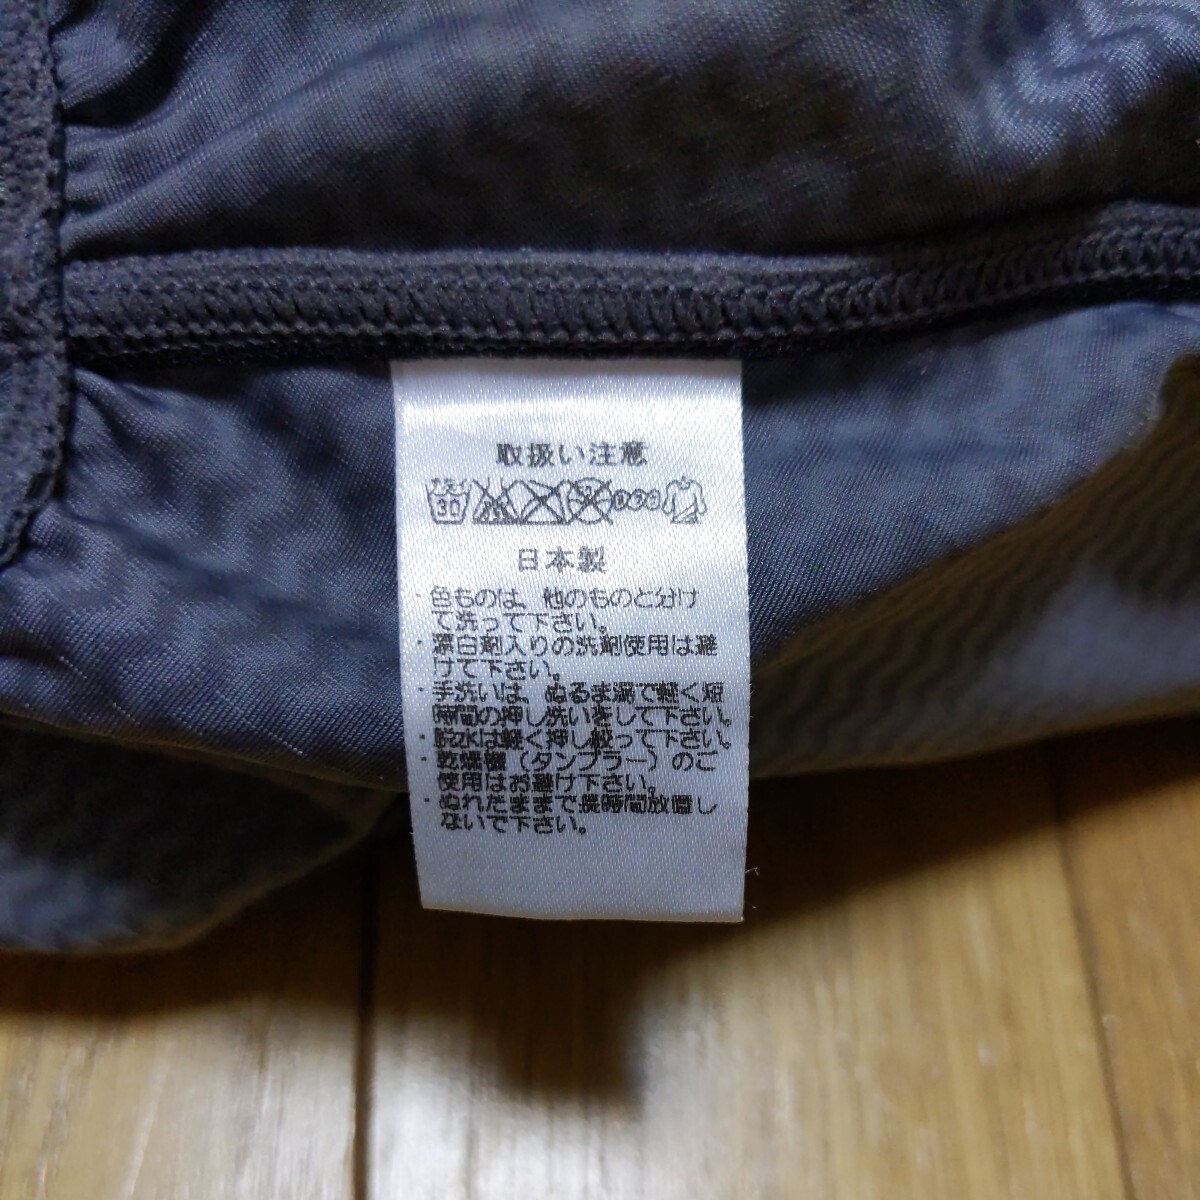 取扱い注意
30
日本製
・色ものは、他のものと分け
て洗って下さい。
・漂白剤入りの洗剤使用は避
けて下さい。
・手洗いは、ぬるま湯で軽く短
時間の押し洗いをして下さい。
・脱水は軽く押し絞って下さい。
・乾燥機（タンブラー）のご
使用はお避け下さい。
・ぬれたままで長時間放置し
ないで下さい。